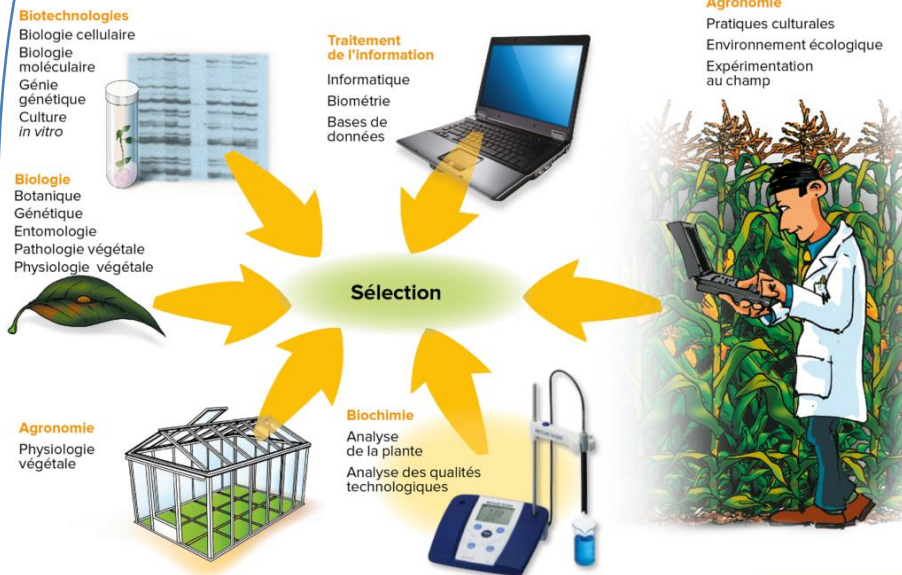 Biotechnologies
Biologie cellulaire
Biologie
moléculaire
Génie
génétique
Culture
in vitro
Traitement
de l'information
Informatique
Biométrie
Bases de
données
Agronomie
Pratiques culturales
Environnement écologique
Expérimentation
au champ
Biologie
Botanique
Génétique
Entomologie
Pathologie végétale
Physiologie végétale
Sélection
Agronomie
Physiologie
végétale
Biochimie
Analyse
de la plante
Analyse des qualités
technologiques